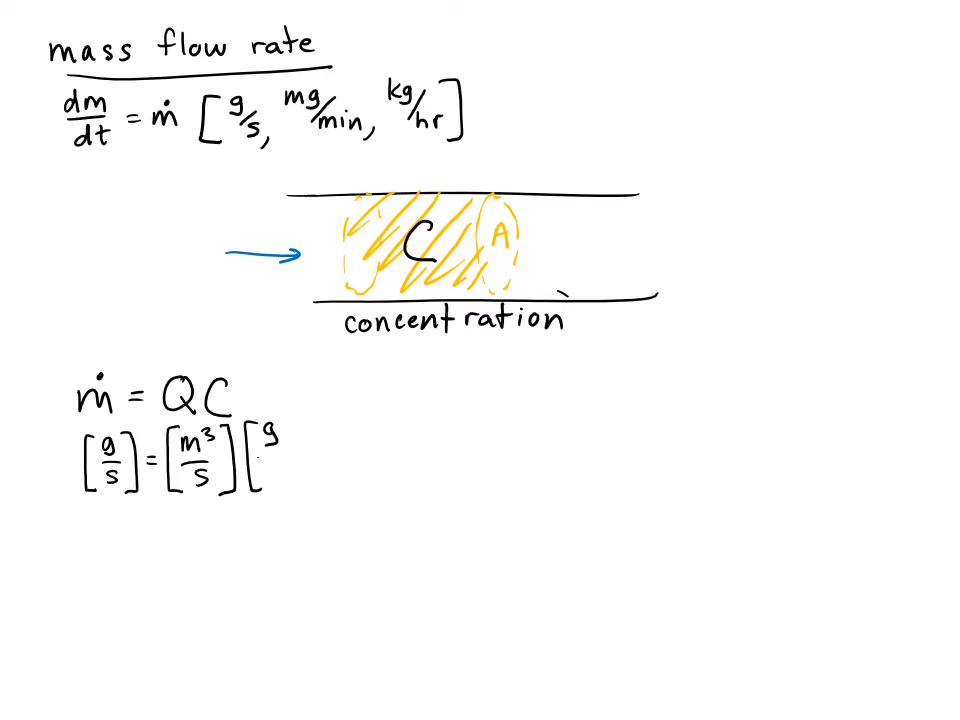 mass flow rate
dm/dt = ṁ [g/s, mg/min, kg/hr]
C A
concentration
ṁ = QC
[g/s] = [m³/s] [g